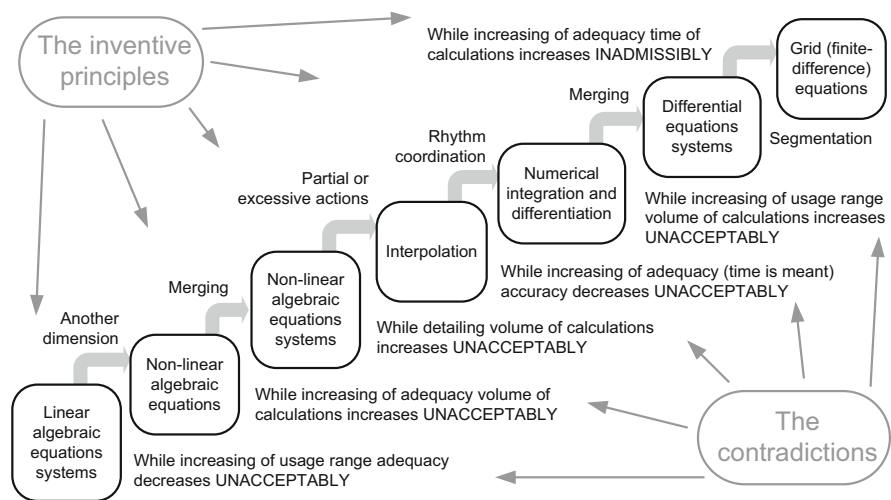 The inventive
principles
While increasing of adequacy time of
calculations increases INADMISSIBLY
Grid (finite-
difference)
equations
Merging
Differential
equations
systems
Segmentation
Rhythm
coordination
Numerical
integration and
differentiation
Partial or
excessive actions
Interpolation
While increasing of usage range
volume of calculations increases
UNACCEPTABLY
Merging
Non-linear
algebraic
equations
systems
While increasing of adequacy (time is meant)
accuracy decreases UNACCEPTABLY
Another
dimension
Non-linear
algebraic
equations
While detailing volume of calculations
increases UNACCEPTABLY
Linear
algebraic
equations
systems
While increasing of adequacy volume of
calculations increases UNACCEPTABLY
While increasing of usage range adequacy
decreases UNACCEPTABLY
The
contradictions